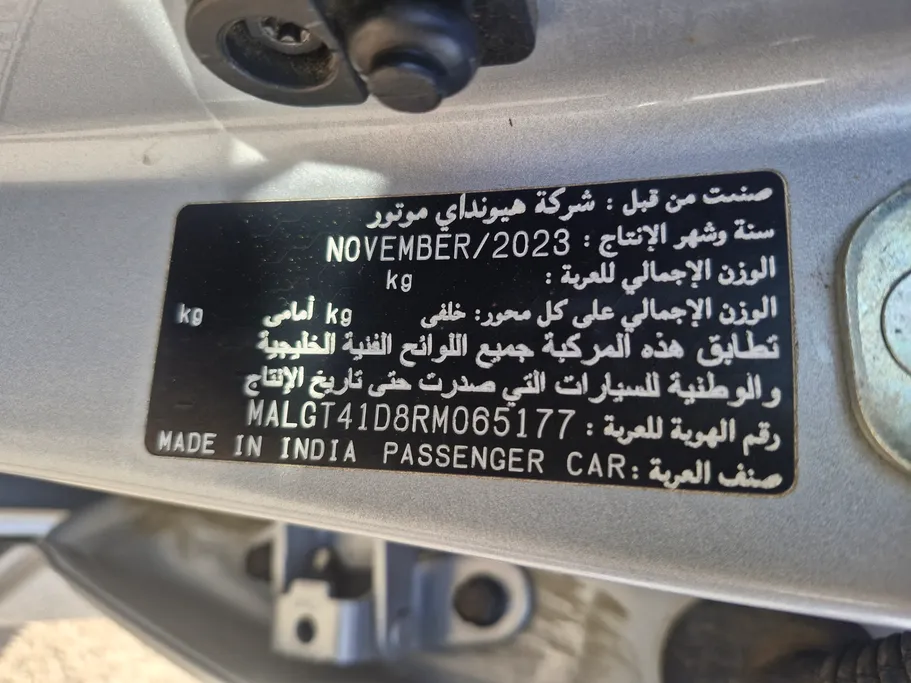 صنعت من قبل : شركة هيونداي موتور
سنة وشهر الإنتاج : NOVEMBER/2023
الوزن الإجمالي للعربة : kg
الوزن الإجمالي على كل محور: خلفى kg أمامى kg
تطابق هذه المركبة جميع اللوائح الفنية الخليجية
والوطنية للسيارات التي صدرت حتى تاريخ الإنتاج
رقم الهوية للعربة : MALGT41D8RM065177
صنف العربة : PASSENGER CAR MADE IN INDIA